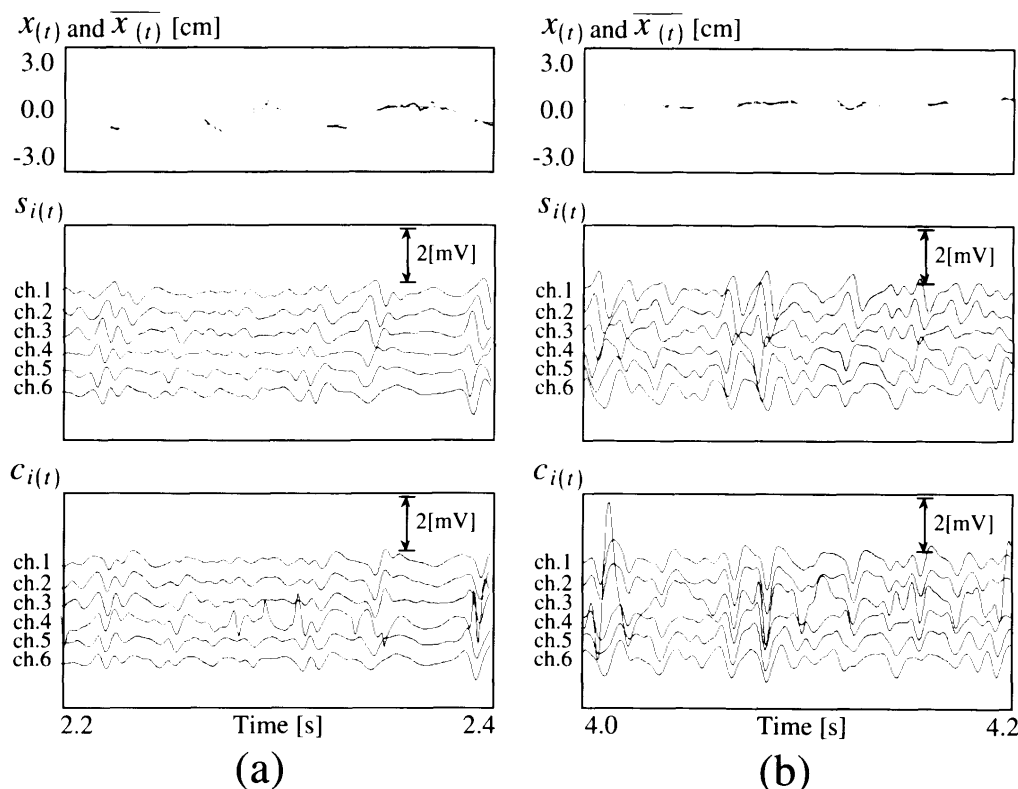 x(t) and x(t) [cm]
3.0
0.0
-3.0
si(t)
2[mV]
ch.1
ch.2
ch.3
ch.4
ch.5
ch.6
ci(t)
2[mV]
ch.1
ch.2
ch.3
ch.4
ch.5
ch.6
2.2 Time [s] 2.4
(a)
x(t) and x(t) [cm]
3.0
0.0
-3.0
si(t)
2[mV]
ch.1
ch.2
ch.3
ch.4
ch.5
ch.6
ci(t)
2[mV]
ch.1
ch.2
ch.3
ch.4
ch.5
ch.6
4.0 Time [s] 4.2
(b)